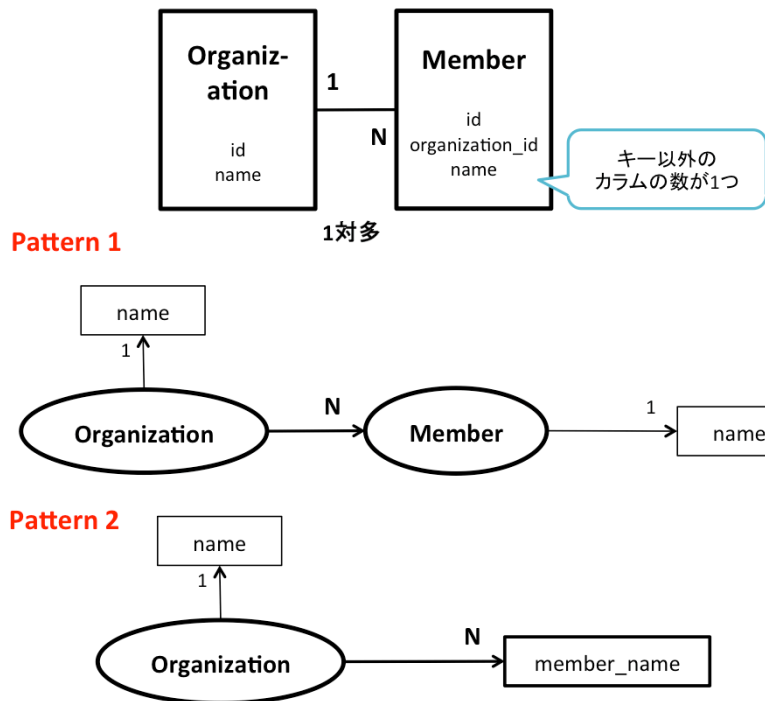 Organiz-
ation
id
name
1
N
Member
id
organization_id
name
キー以外の
カラムの数が1つ
1対多
Pattern 1
name
1
Organization
N
Member
1
name
Pattern 2
name
1
Organization
N
member_name